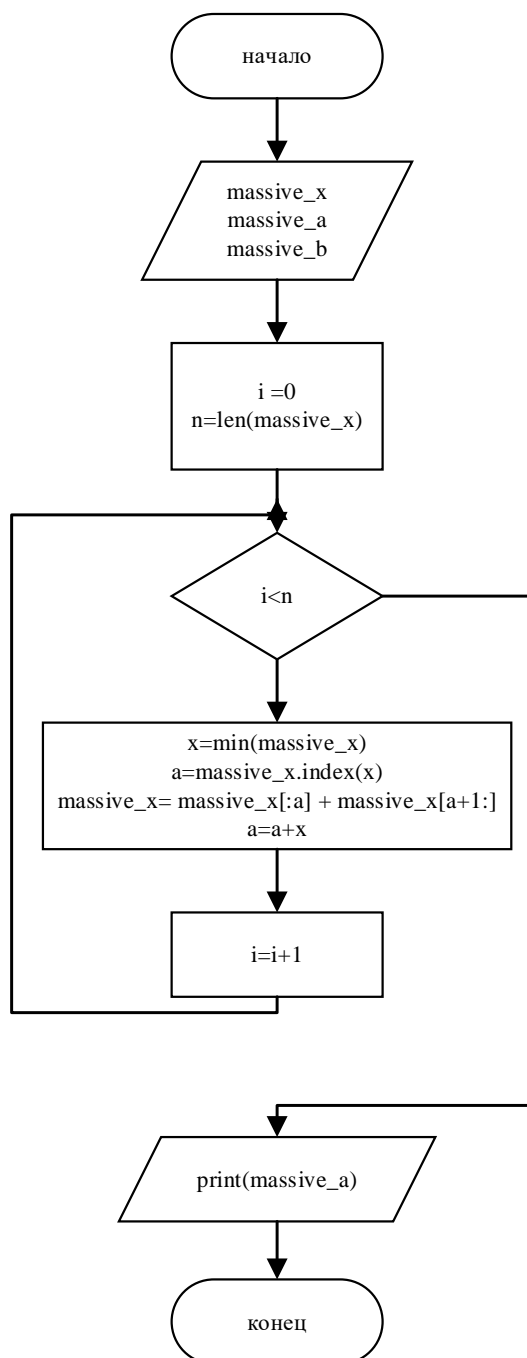 начало
massive_x
massive_a
massive_b
i =0
n=len(massive_x)
i<n
x=min(massive_x)
a=massive_x.index(x)
massive_x= massive_x[:a] + massive_x[a+1:]
a=a+x
i=i+1
print(massive_a)
конец